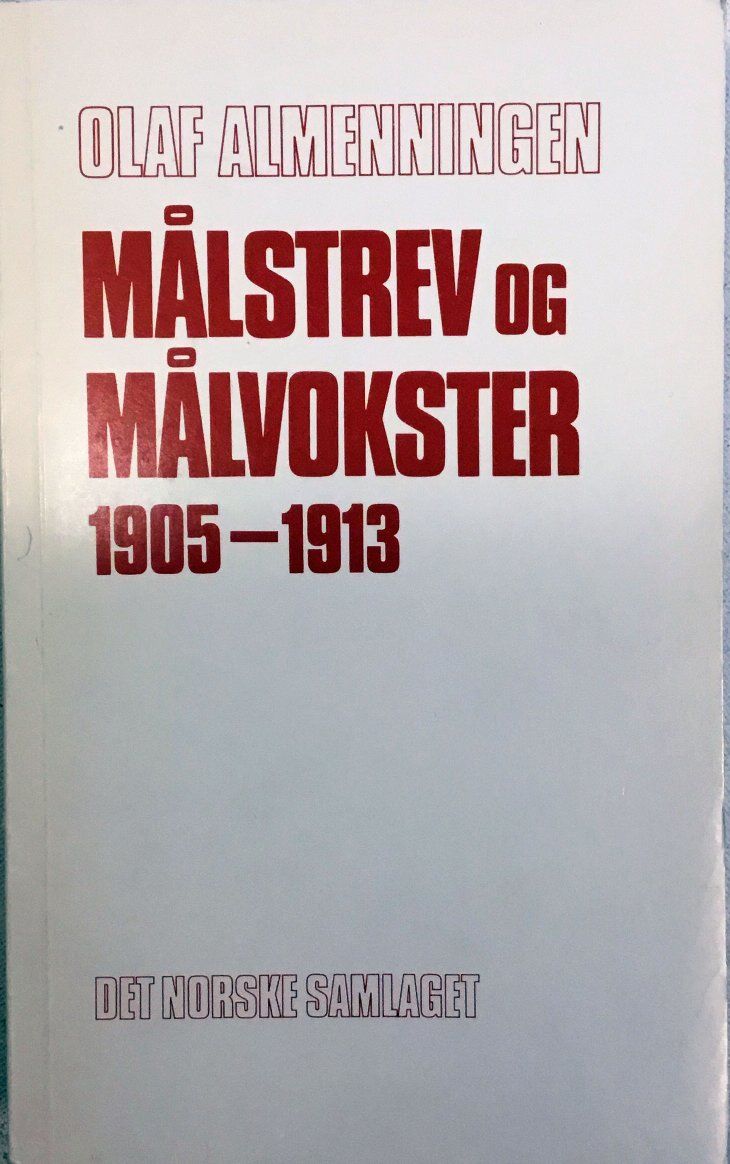 OLAF ALMENNINGEN
MÅLSTREV OG
MÅLVOKSTER
1905–1913
DET NORSKE SAMLAGET